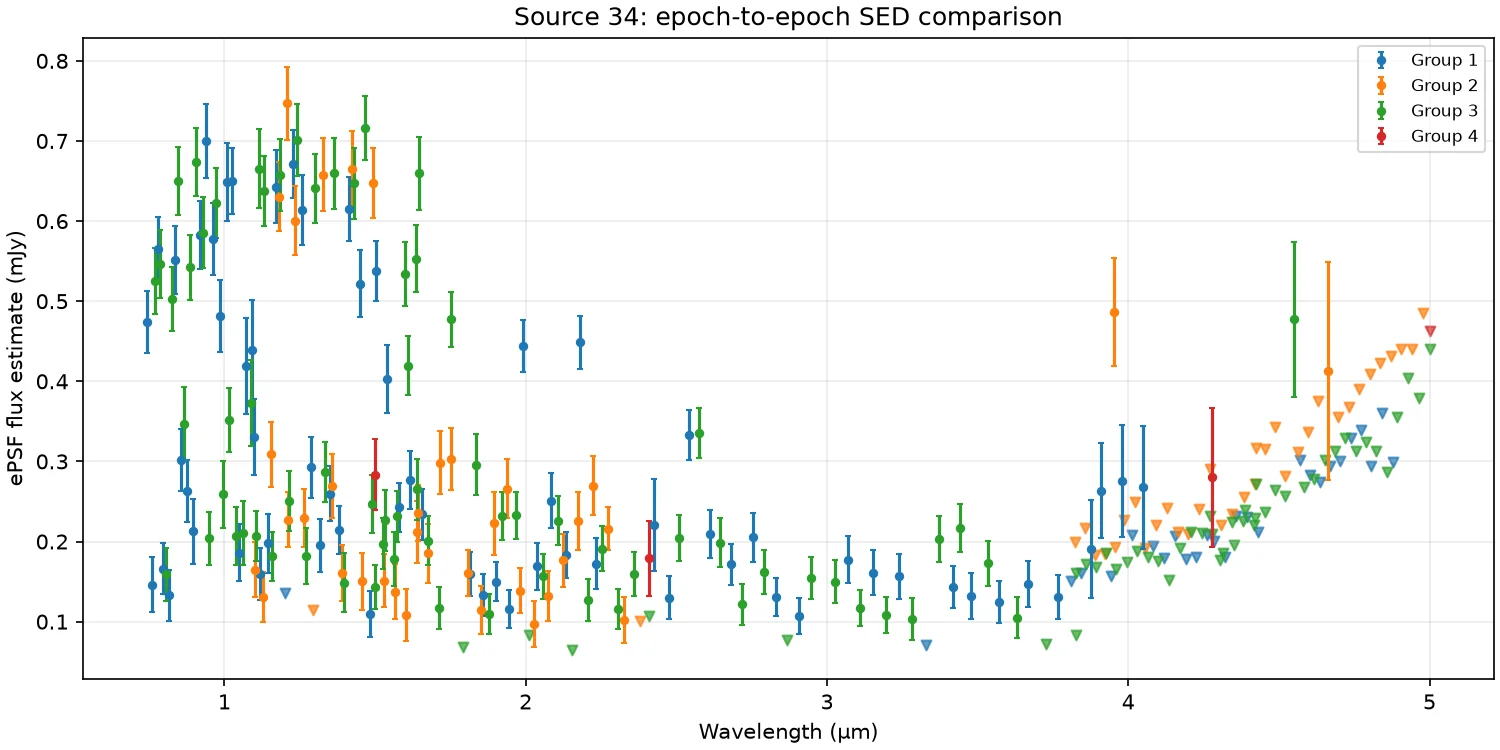 Source 34: epoch-to-epoch SED comparison
ePSF flux estimate (mJy)
0.8
0.7
0.6
0.5
0.4
0.3
0.2
0.1
Group 1
Group 2
Group 3
Group 4
1 2 3 4 5
Wavelength (μm)